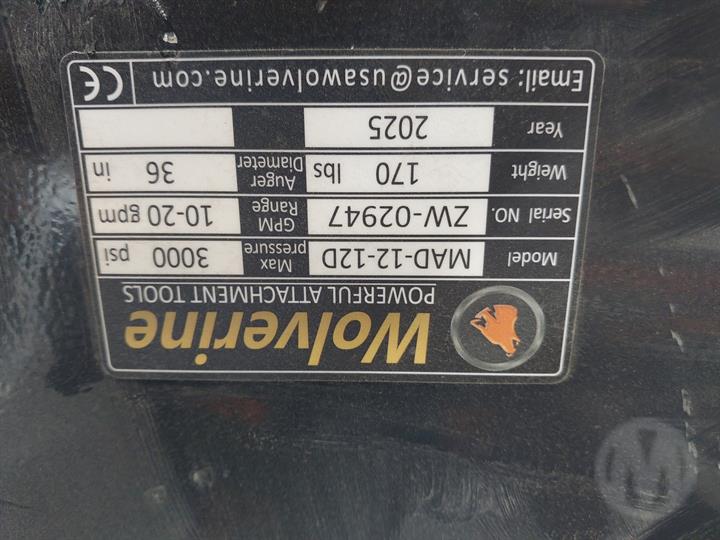 Wolverine
POWERFUL ATTACHMENT TOOLS
Model MAD-12-12D Max pressure 3000 psi
Serial NO. ZW-02947 GPM Range 10-20 gpm
Weight 170 lbs Auger Diameter 36 in
Year 2025
Email: service@usawolverine.com CE
M